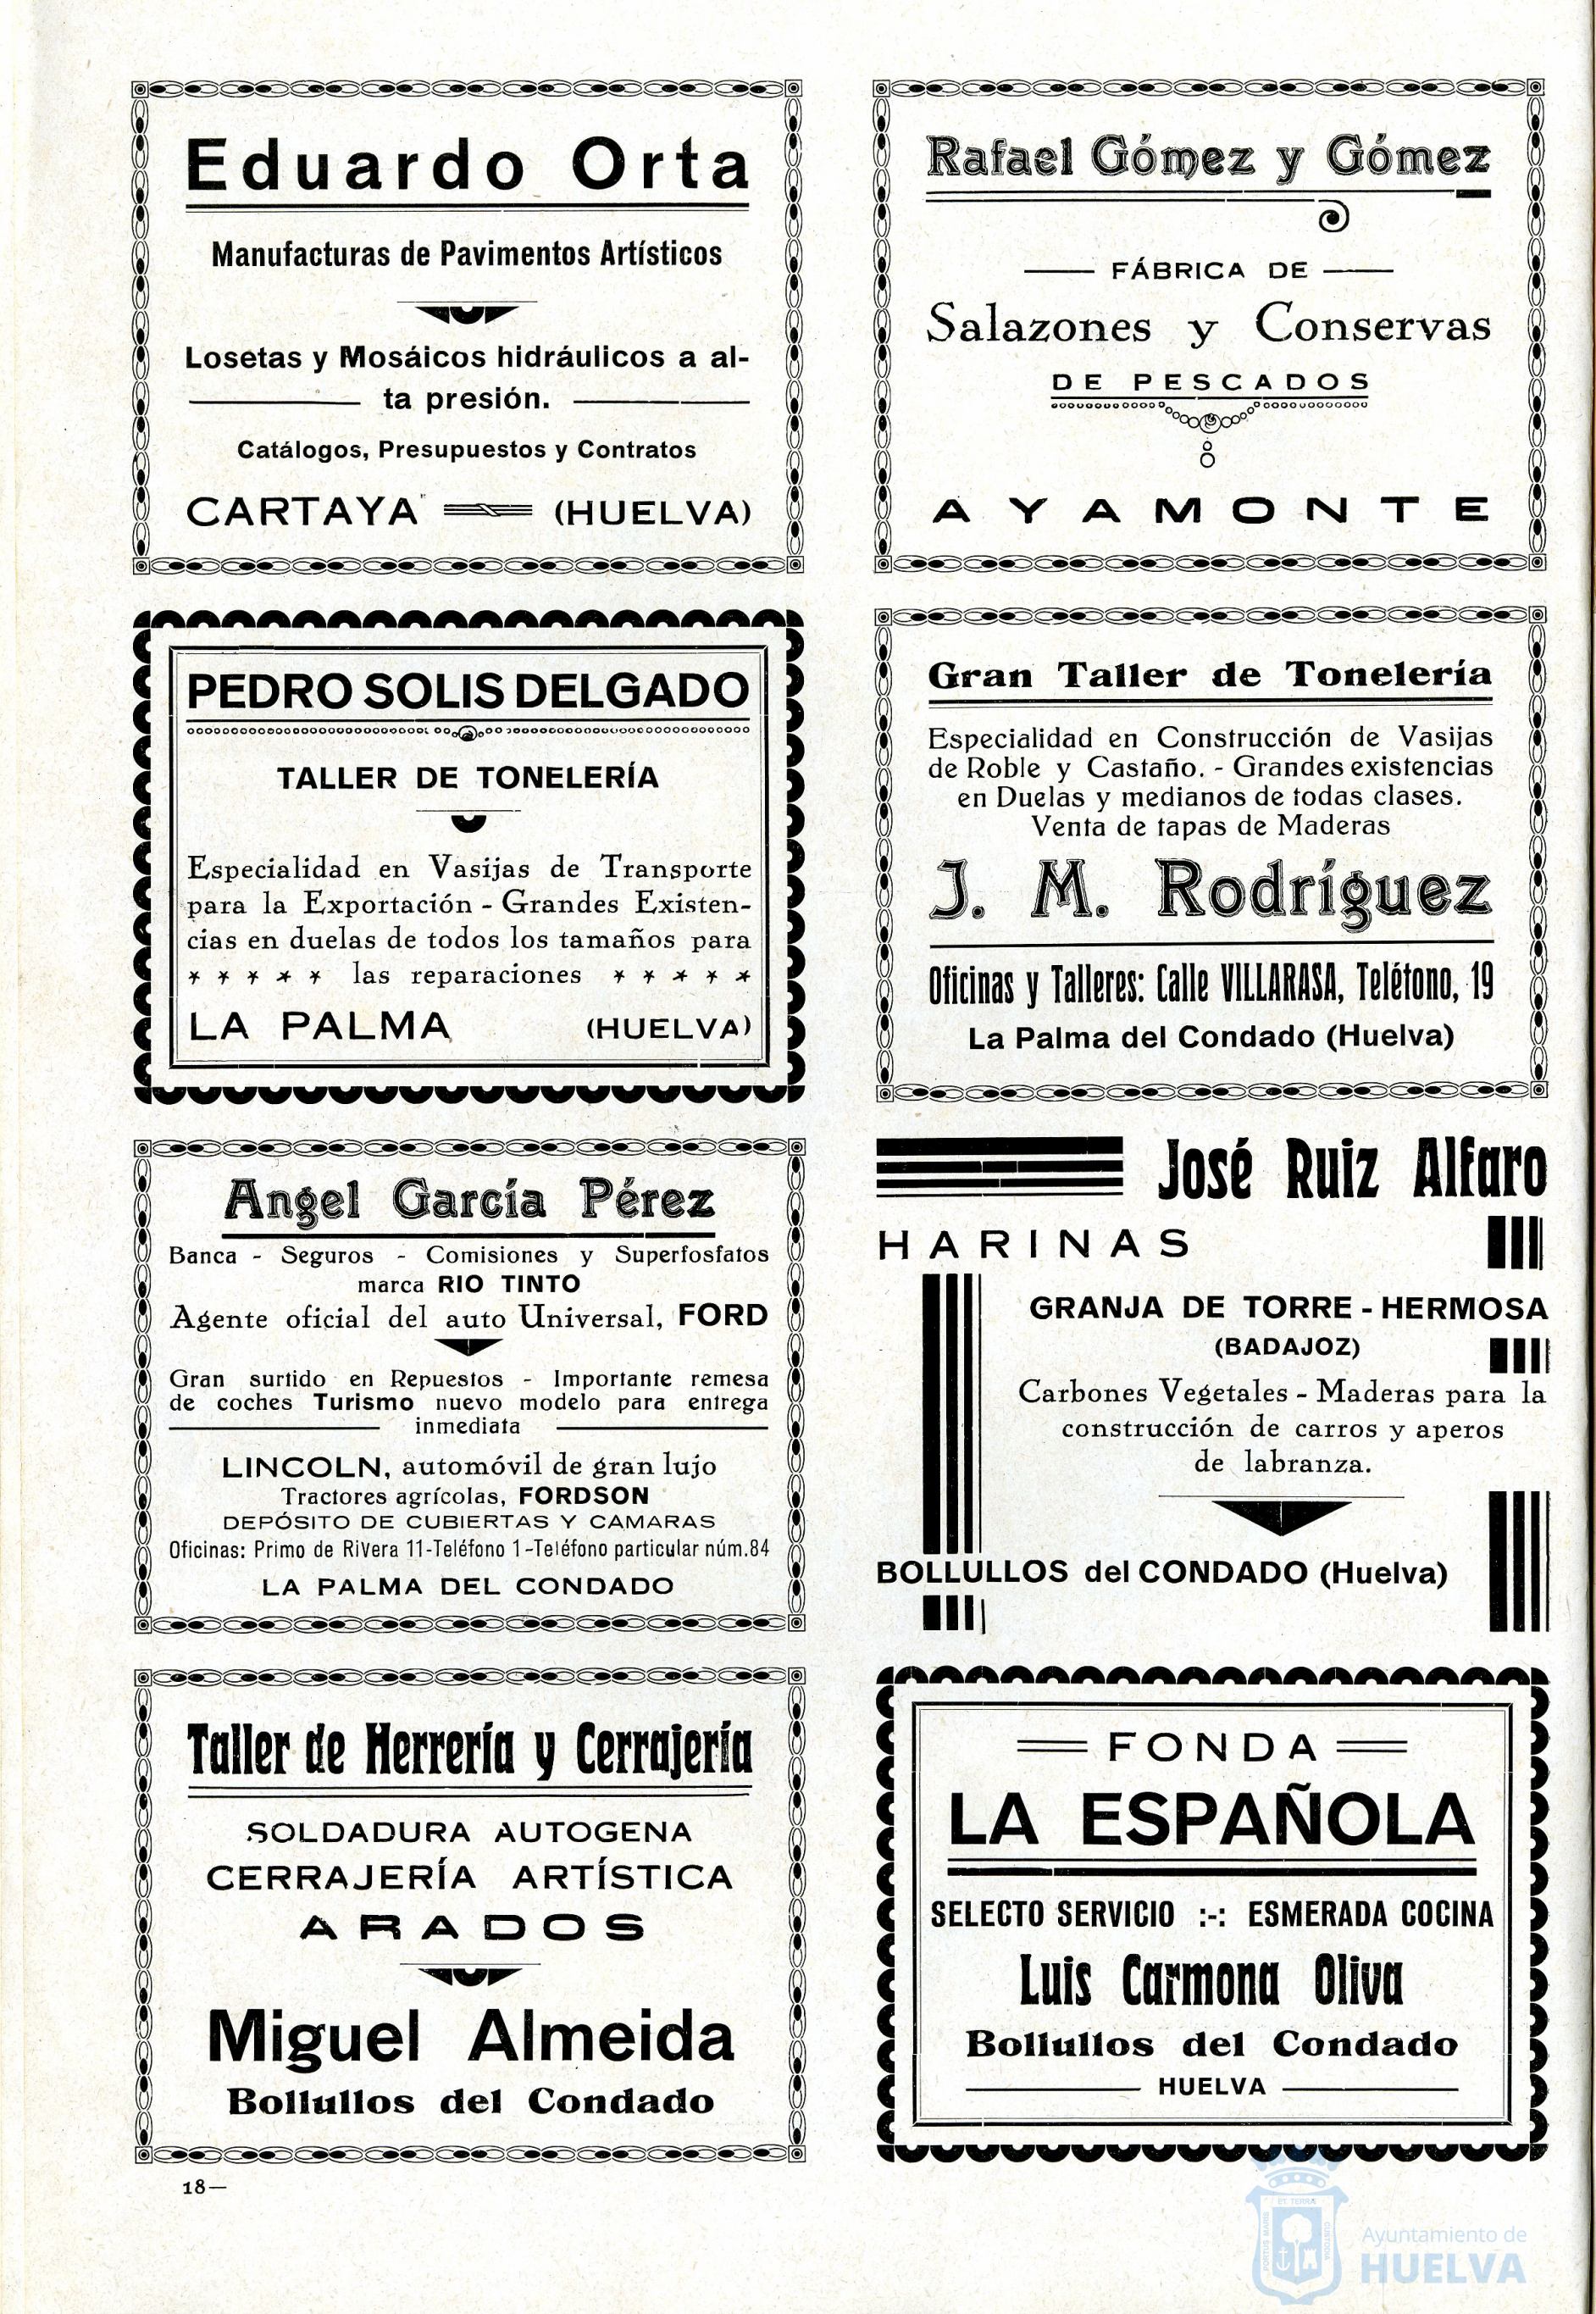 Eduardo Orta
Manufacturas de Pavimentos Artísticos
Losetas y Mosáicos hidráulicos a al-
ta presión.
Catálogos, Presupuestos y Contratos
CARTAYA (HUELVA)
Rafael Gómez y Gómez
FÁBRICA DE
Salazones y Conservas
DE PESCADOS
AYAMONTE
PEDRO SOLIS DELGADO
TALLER DE TONELERÍA
Especialidad en Vasijas de Transporte
para la Exportación - Grandes Existen-
cias en duelas de todos los tamaños para
* * * * * las reparaciones * * * * *
LA PALMA (HUELVA)
Gran Taller de Tonelería
Especialidad en Construcción de Vasijas
de Roble y Castaño. - Grandes existencias
en Duelas y medianos de todas clases.
Venta de tapas de Maderas
J. M. Rodríguez
Oficinas y Talleres: Calle VILLARASA, Teléfono, 19
La Palma del Condado (Huelva)
Angel García Pérez
Banca - Seguros - Comisiones y Superfosfatos
marca RIO TINTO
Agente oficial del auto Universal, FORD
Gran surtido en Repuestos - Importante remesa
de coches Turismo nuevo modelo para entrega
inmediata
LINCOLN, automóvil de gran lujo
Tractores agrícolas, FORDSON
DEPÓSITO DE CUBIERTAS Y CAMARAS
Oficinas: Primo de Rivera 11-Teléfono 1-Teléfono particular núm.84
LA PALMA DEL CONDADO
José Ruiz Alfaro
HARINAS
GRANJA DE TORRE - HERMOSA
(BADAJOZ)
Carbones Vegetales - Maderas para la
construcción de carros y aperos
de labranza.
BOLLULLOS del CONDADO (Huelva)
Taller de Herrería y Cerrajería
SOLDADURA AUTOGENA
CERRAJERÍA ARTÍSTICA
ARADOS
Miguel Almeida
Bollullos del Condado
FONDA
LA ESPAÑOLA
SELECTO SERVICIO :-: ESMERADA COCINA
Luis Carmona Oliva
Bollullos del Condado
HUELVA
18—
PORTUS MARIS
ET TERRA
CUSTODIA
Ayuntamiento de
HUELVA